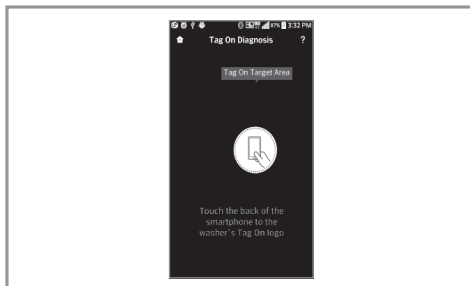 87% 3:32 PM
Tag On Diagnosis ?
Tag On Target Area
Touch the back of the
smartphone to the
washer's Tag On logo